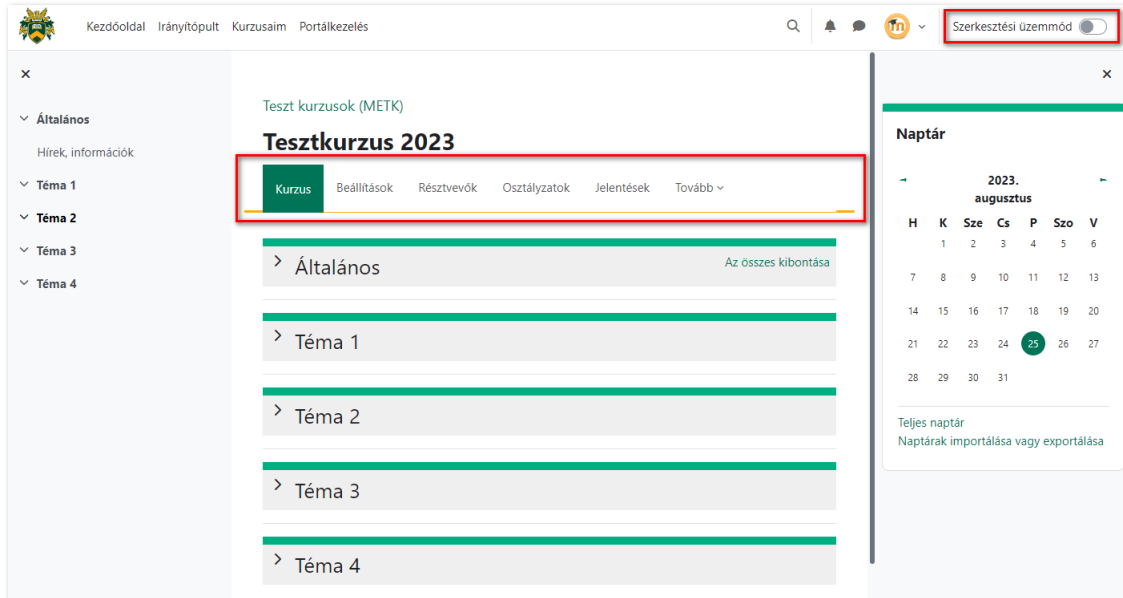 Kezdőoldal Irányítópult Kurzusaim Portálkezelés
Szerkesztési üzemmód
Általános
Hírek, információk
Téma 1
Téma 2
Téma 3
Téma 4
Teszt kurzusok (METK)
Tesztkurzus 2023
Kurzus Beállítások Résztvevők Osztályzatok Jelentések Tovább
Általános
Az összes kibontása
Téma 1
Téma 2
Téma 3
Téma 4
Naptár
2023.
augusztus
H K Sze Cs P Szo V
1 2 3 4 5 6
7 8 9 10 11 12 13
14 15 16 17 18 19 20
21 22 23 24 25 26 27
28 29 30 31
Teljes naptár
Naptárak importálása vagy exportálása